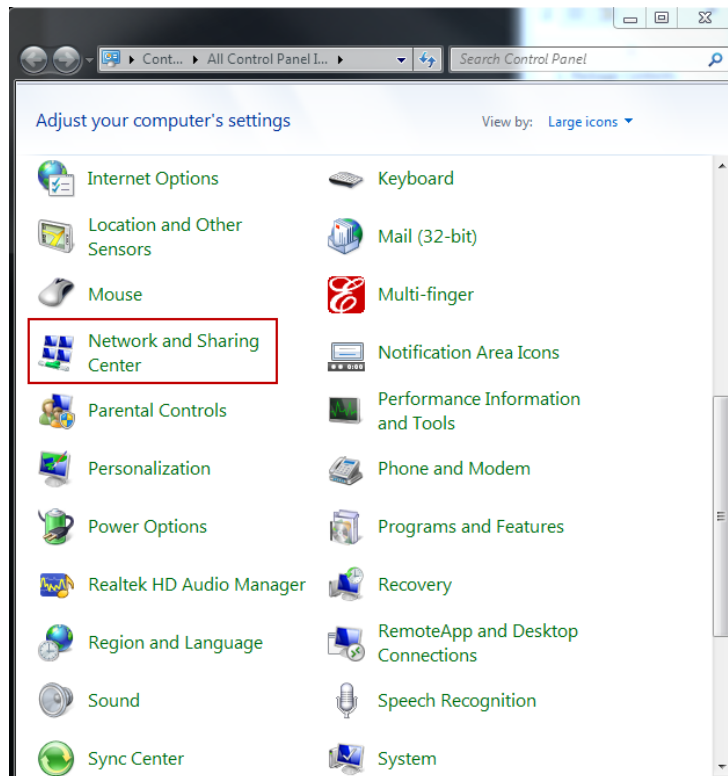 Cont... All Control Panel I... Search Control Panel
Adjust your computer's settings View by: Large icons
Internet Options Keyboard
Location and Other
Sensors
Mail (32-bit)
Mouse Multi-finger
Network and Sharing
Center
Notification Area Icons
Parental Controls
Performance Information
and Tools
Personalization Phone and Modem
Power Options Programs and Features
Realtek HD Audio Manager Recovery
Region and Language
RemoteApp and Desktop
Connections
Sound Speech Recognition
Sync Center System